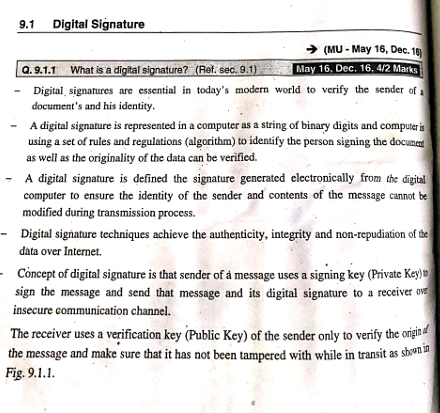 9.1 Digital Signature
→ (MU - May 16, Dec. 16)
Q. 9.1.1 What is a digital signature? (Ref. sec. 9.1) May 16, Dec. 16, 4/2 Marks
– Digital signatures are essential in today's modern world to verify the sender of a
document's and his identity.
– A digital signature is represented in a computer as a string of binary digits and computer is
using a set of rules and regulations (algorithm) to identify the person signing the document
as well as the originality of the data can be verified.
– A digital signature is defined the signature generated electronically from the digital
computer to ensure the identity of the sender and contents of the message cannot be
modified during transmission process.
– Digital signature techniques achieve the authenticity, integrity and non-repudiation of the
data over Internet.
- Concept of digital signature is that sender of a message uses a signing key (Private Key) to
sign the message and send that message and its digital signature to a receiver over
insecure communication channel.
The receiver uses a verification key (Public Key) of the sender only to verify the origin of
the message and make sure that it has not been tampered with while in transit as shown in
Fig. 9.1.1.